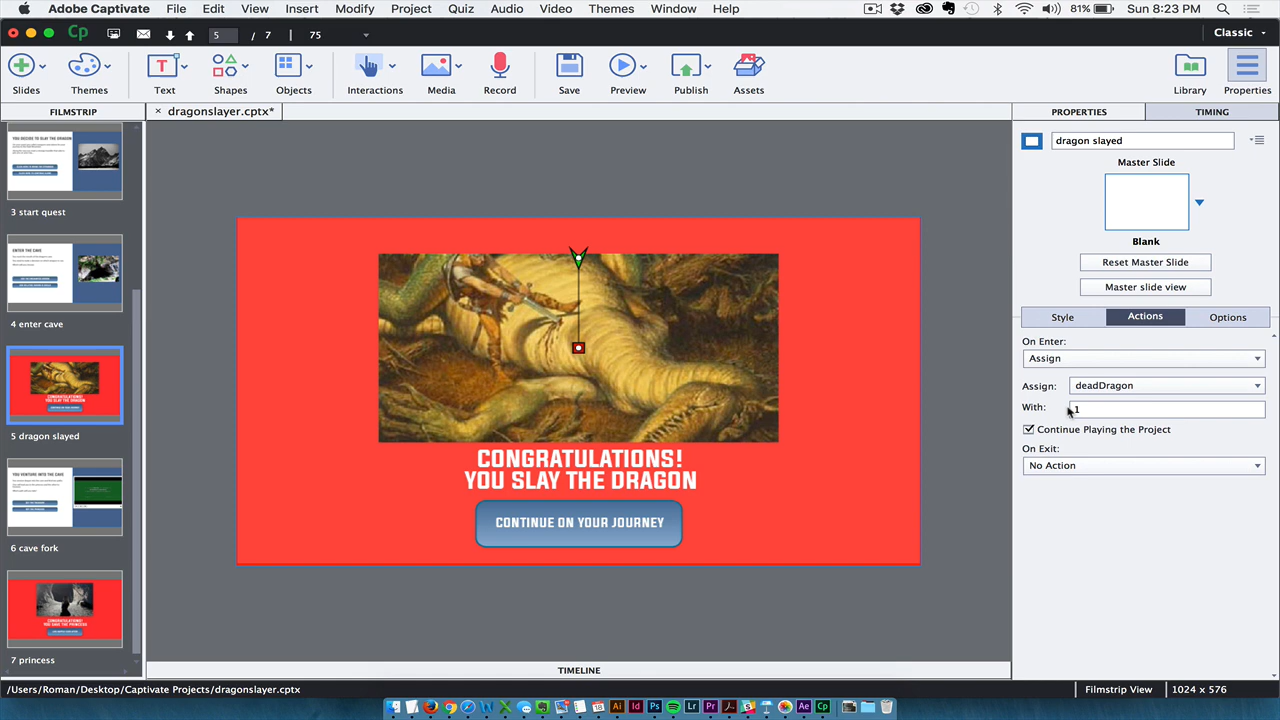 Adobe Captivate File Edit View Insert Modify Project Quiz Audio Video Themes Window Help 81% Sun 8:23 PM
Cp 5 / 7 75 Classic
Slides Themes Text Shapes Objects Interactions Media Record Save Preview Publish Assets Library Properties
FILMSTRIP × dragonslayer.cptx* PROPERTIES TIMING
YOU DECIDE TO SLAY THE DRAGON
3 start quest
ENTER THE CAVE
4 enter cave
CONGRATULATIONS!
YOU SLAY THE DRAGON
5 dragon slayed
YOU VENTURE INTO THE CAVE
6 cave fork
CONGRATULATIONS!
YOU SAVE THE PRINCESS
7 princess
CONGRATULATIONS!
YOU SLAY THE DRAGON
CONTINUE ON YOUR JOURNEY
dragon slayed
Master Slide
Blank
Reset Master Slide
Master slide view
Style Actions Options
On Enter:
Assign
Assign: deadDragon
With: 1
Continue Playing the Project
On Exit:
No Action
TIMELINE
/Users/Roman/Desktop/Captivate Projects/dragonslayer.cptx Filmstrip View 1024 x 576